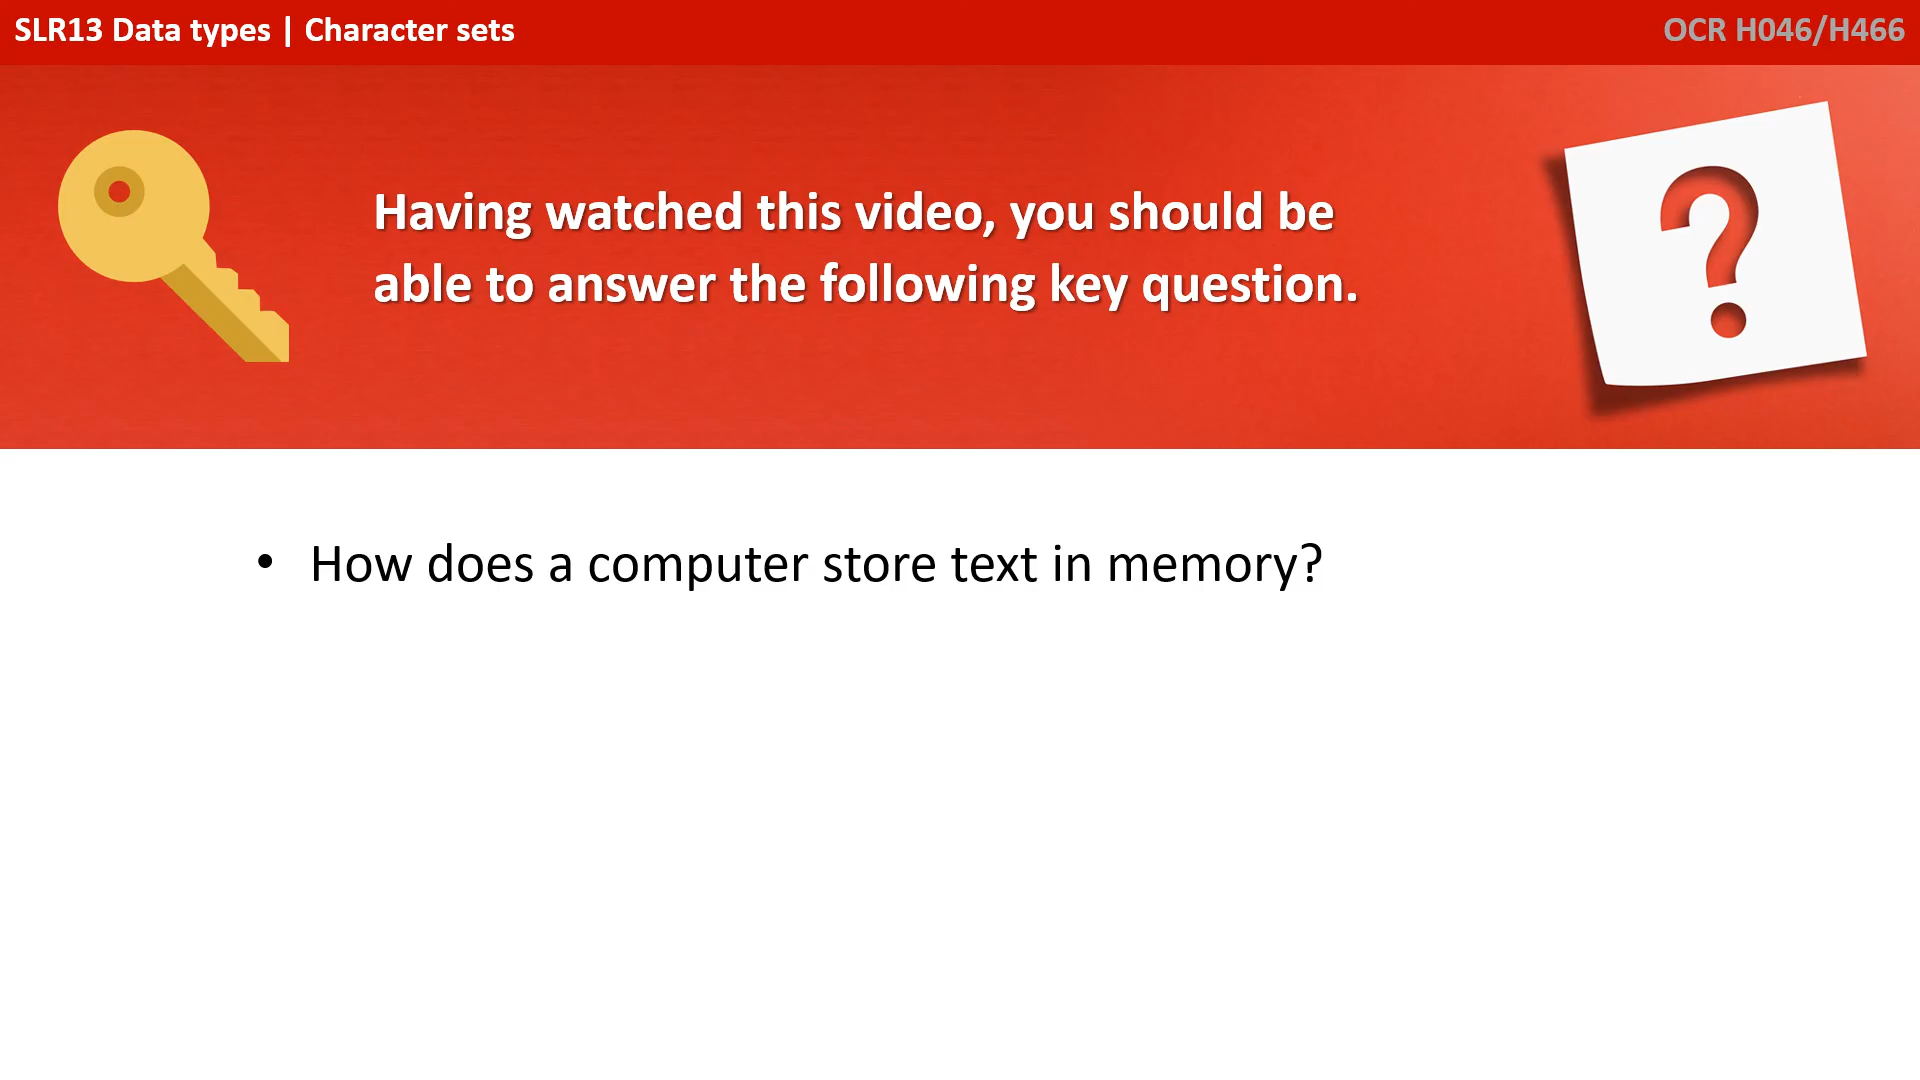 SLR13 Data types | Character sets
OCR H046/H466
Having watched this video, you should be
able to answer the following key question.
?
• How does a computer store text in memory?